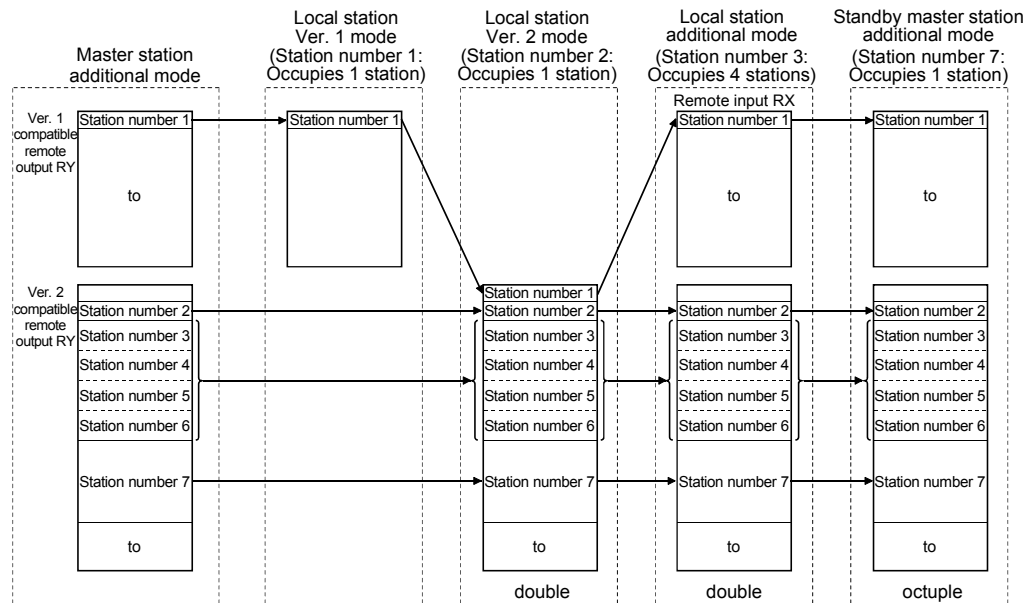 Master station
additional mode
Local station
Ver. 1 mode
(Station number 1:
Occupies 1 station)
Local station
Ver. 2 mode
(Station number 2:
Occupies 1 station)
Local station
additional mode
(Station number 3:
Occupies 4 stations)
Standby master station
additional mode
(Station number 7:
Occupies 1 station)
Remote input RX
Ver. 1
compatible
remote
output RY
Station number 1
to
Station number 1
Station number 1
to
Station number 1
to
Ver. 2
compatible
remote
output RY
Station number 2
Station number 3
Station number 4
Station number 5
Station number 6
Station number 7
to
Station number 1
Station number 2
Station number 3
Station number 4
Station number 5
Station number 6
Station number 7
to
double
Station number 2
Station number 3
Station number 4
Station number 5
Station number 6
Station number 7
to
double
Station number 2
Station number 3
Station number 4
Station number 5
Station number 6
Station number 7
to
octuple